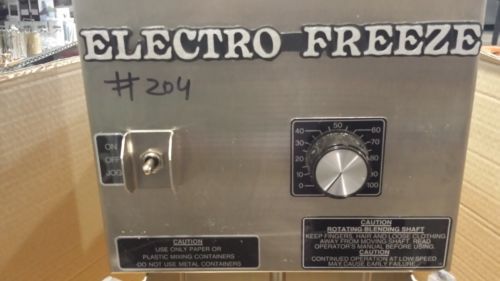 ELECTRO FREEZE
#204
ON
OFF
JOG
0 10 20 30 40 50 60 70 80 90 100
CAUTION
USE ONLY PAPER OR
PLASTIC MIXING CONTAINERS
DO NOT USE METAL CONTAINERS
CAUTION
ROTATING BLENDING SHAFT
KEEP FINGERS, HAIR AND LOOSE CLOTHING
AWAY FROM MOVING SHAFT. READ
OPERATOR'S MANUAL BEFORE USING.
CAUTION
CONTINUED OPERATION AT LOW SPEED
MAY CAUSE EARLY FAILURE